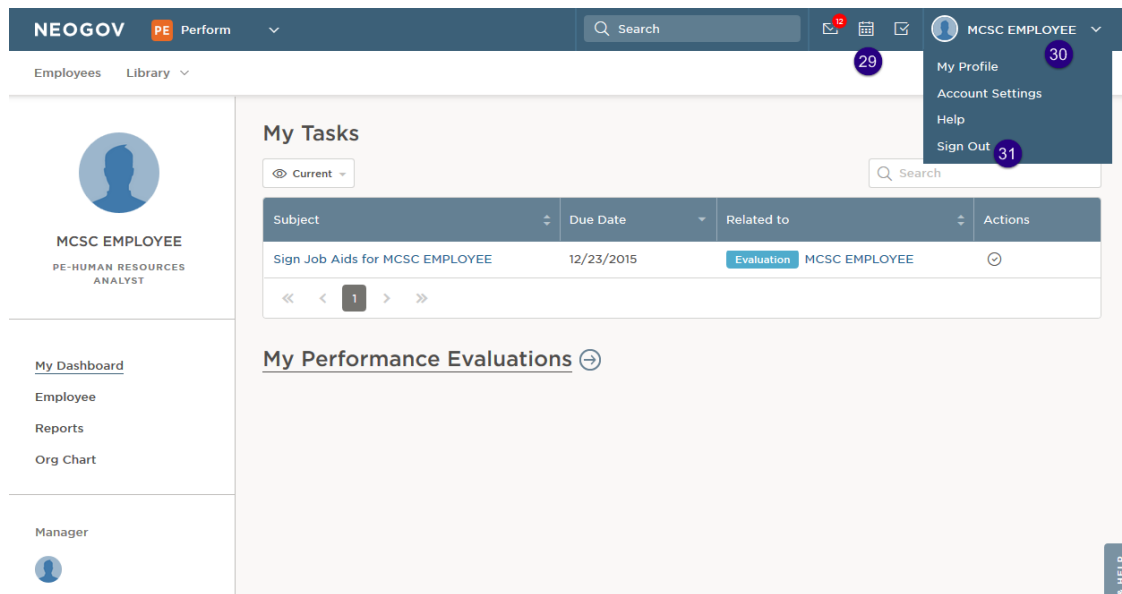 NEOGOV PE Perform Search 12 MCSC EMPLOYEE
29 30
Employees Library
My Profile
Account Settings
Help
Sign Out 31
MCSC EMPLOYEE
PE-HUMAN RESOURCES
ANALYST
My Dashboard
Employee
Reports
Org Chart
Manager
My Tasks
Current Search
Subject Due Date Related to Actions
Sign Job Aids for MCSC EMPLOYEE 12/23/2015 Evaluation MCSC EMPLOYEE
« < 1 > »
My Performance Evaluations
HELP